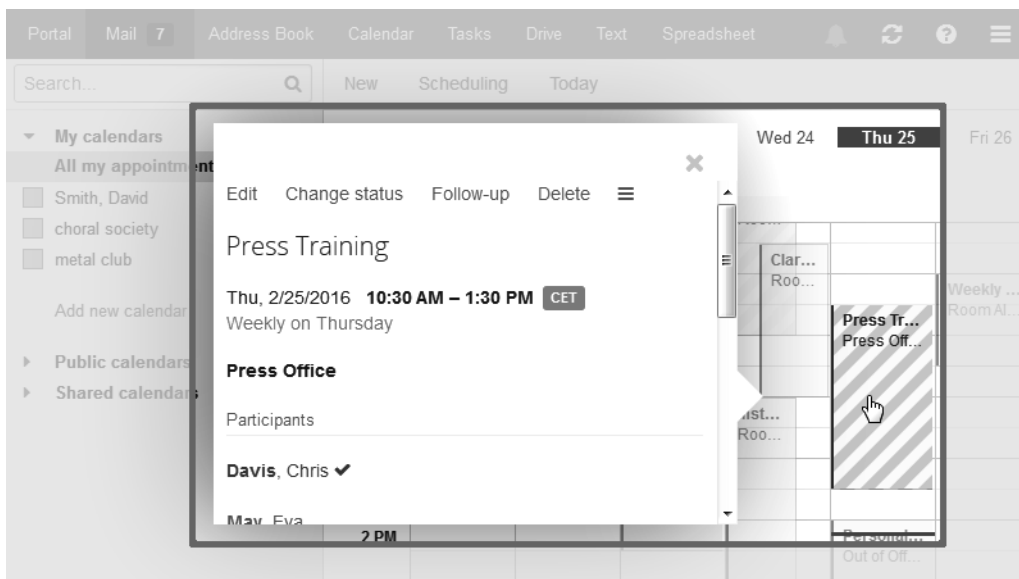 Portal Mail 7 Address Book Calendar Tasks Drive Text Spreadsheet
Search... New Scheduling Today
My calendars
All my appointment
Smith, David
choral society
metal club
Add new calendar
Public calendars
Shared calendars
Edit Change status Follow-up Delete
Press Training
Thu, 2/25/2016 10:30 AM – 1:30 PM CET
Weekly on Thursday
Press Office
Participants
Davis, Chris
May, Eva
2 PM
Wed 24 Thu 25 Fri 26
Clar...
Roo...
Weekly ...
Room Al...
Press Tr...
Press Off...
Roo...
Personal...
Out of Off...